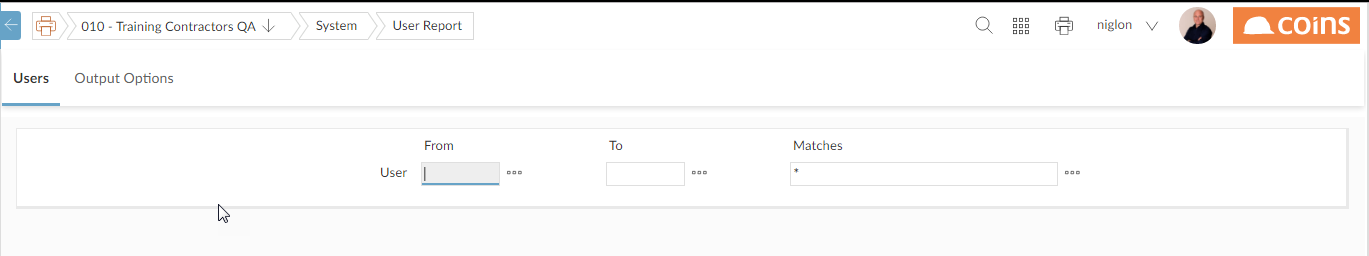 010 - Training Contractors QA
System
User Report
niglon
coins
Users
Output Options
From
To
Matches
User
*